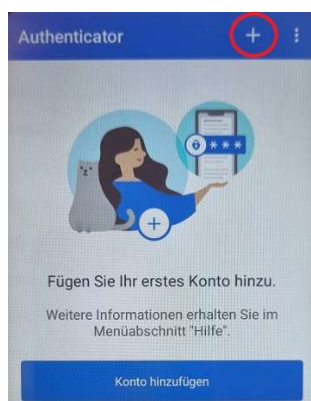 Authenticator
Fügen Sie Ihr erstes Konto hinzu.
Weitere Informationen erhalten Sie im
Menüabschnitt "Hilfe".
Konto hinzufügen